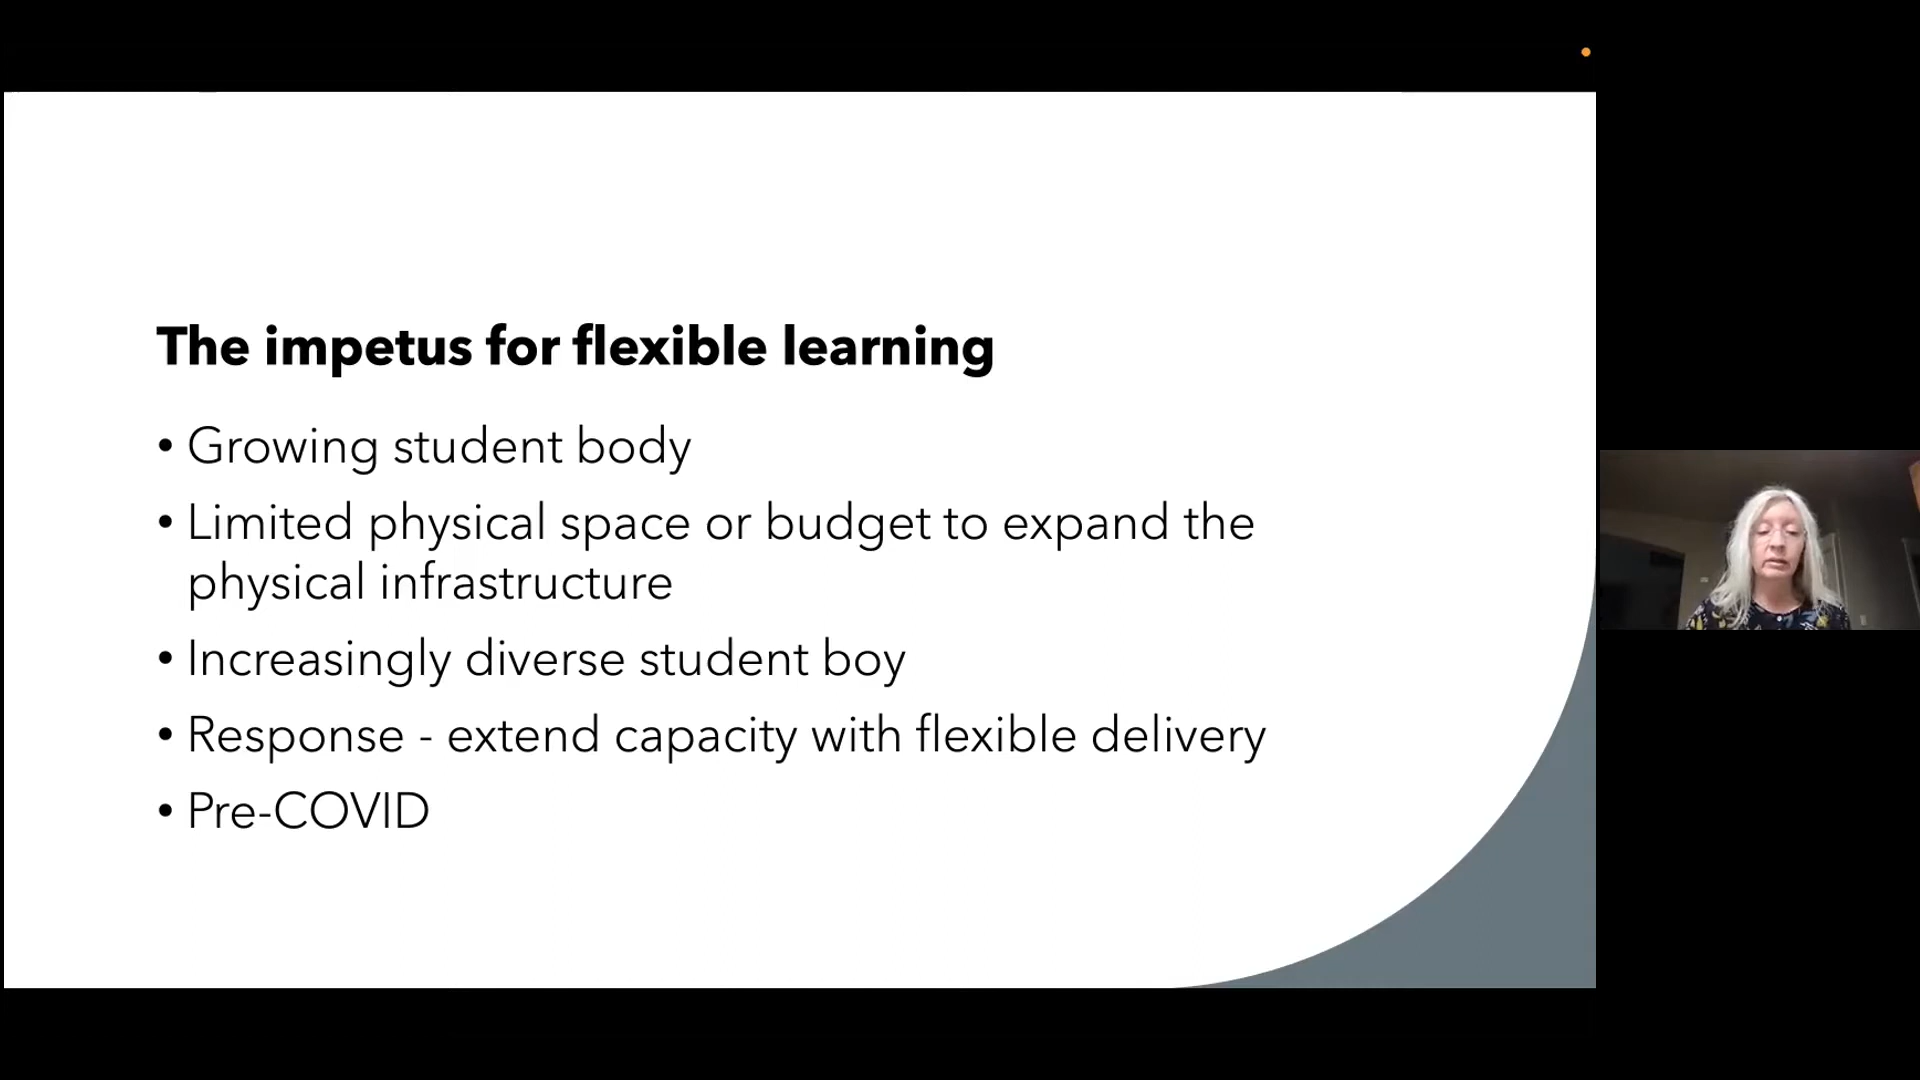 The impetus for flexible learning
• Growing student body
• Limited physical space or budget to expand the
physical infrastructure
• Increasingly diverse student boy
• Response - extend capacity with flexible delivery
• Pre-COVID